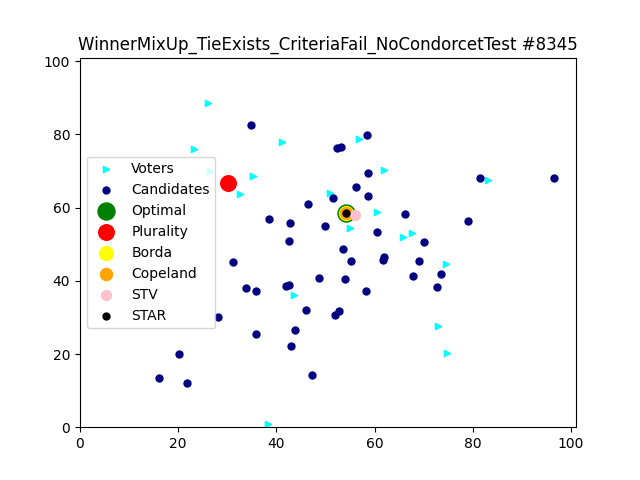 WinnerMixUp_TieExists_CriteriaFail_NoCondorcetTest #8345
100
80
60
40
20
0
Voters
Candidates
Optimal
Plurality
Borda
Copeland
STV
STAR
0 20 40 60 80 100